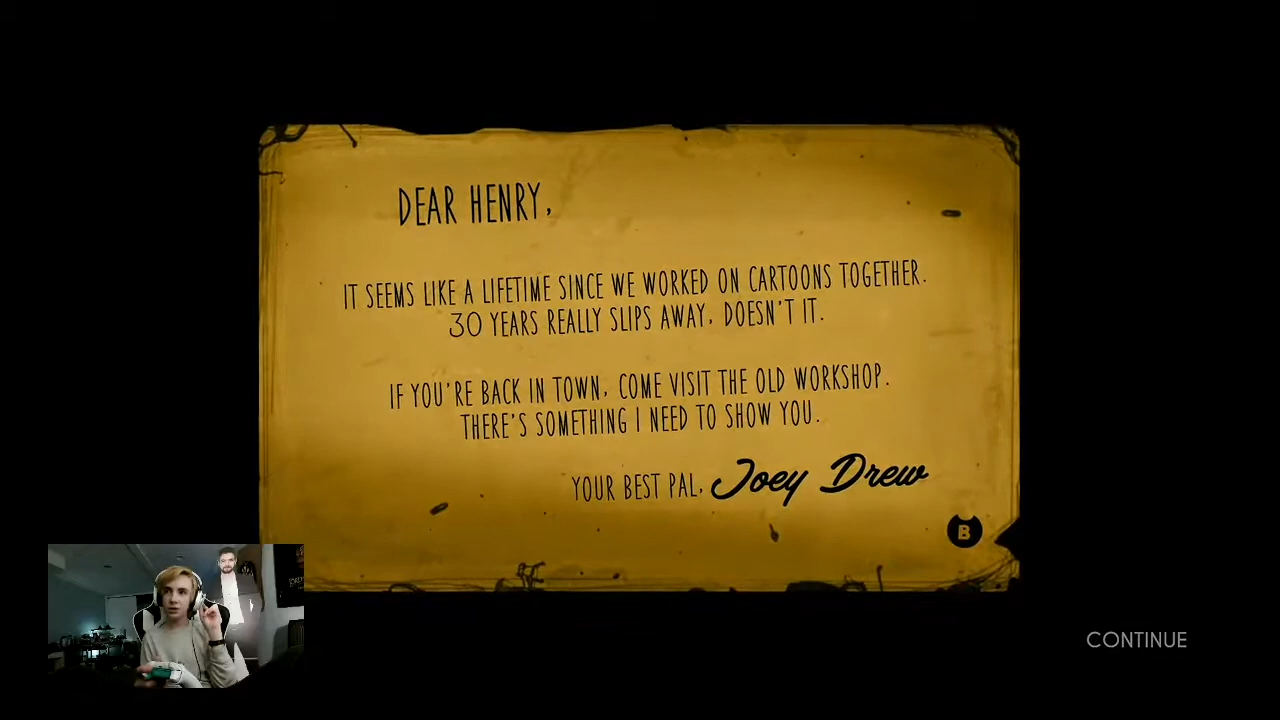 DEAR HENRY,
IT SEEMS LIKE A LIFETIME SINCE WE WORKED ON CARTOONS TOGETHER.
30 YEARS REALLY SLIPS AWAY, DOESN'T IT.
IF YOU'RE BACK IN TOWN, COME VISIT THE OLD WORKSHOP.
THERE'S SOMETHING I NEED TO SHOW YOU.
YOUR BEST PAL, Joey Drew
B
CONTINUE